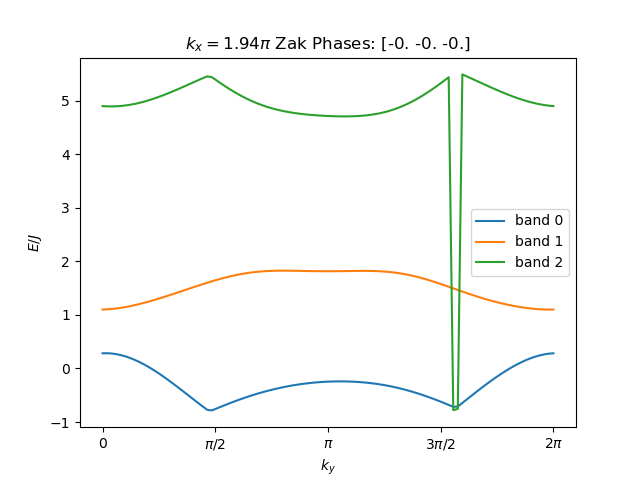 $k_x = 1.94\pi$ Zak Phases: [-0. -0. -0.]
E/J
5
4
3
2
1
0
−1
band 0
band 1
band 2
0
π/2
π
3π/2
2π
$k_y$